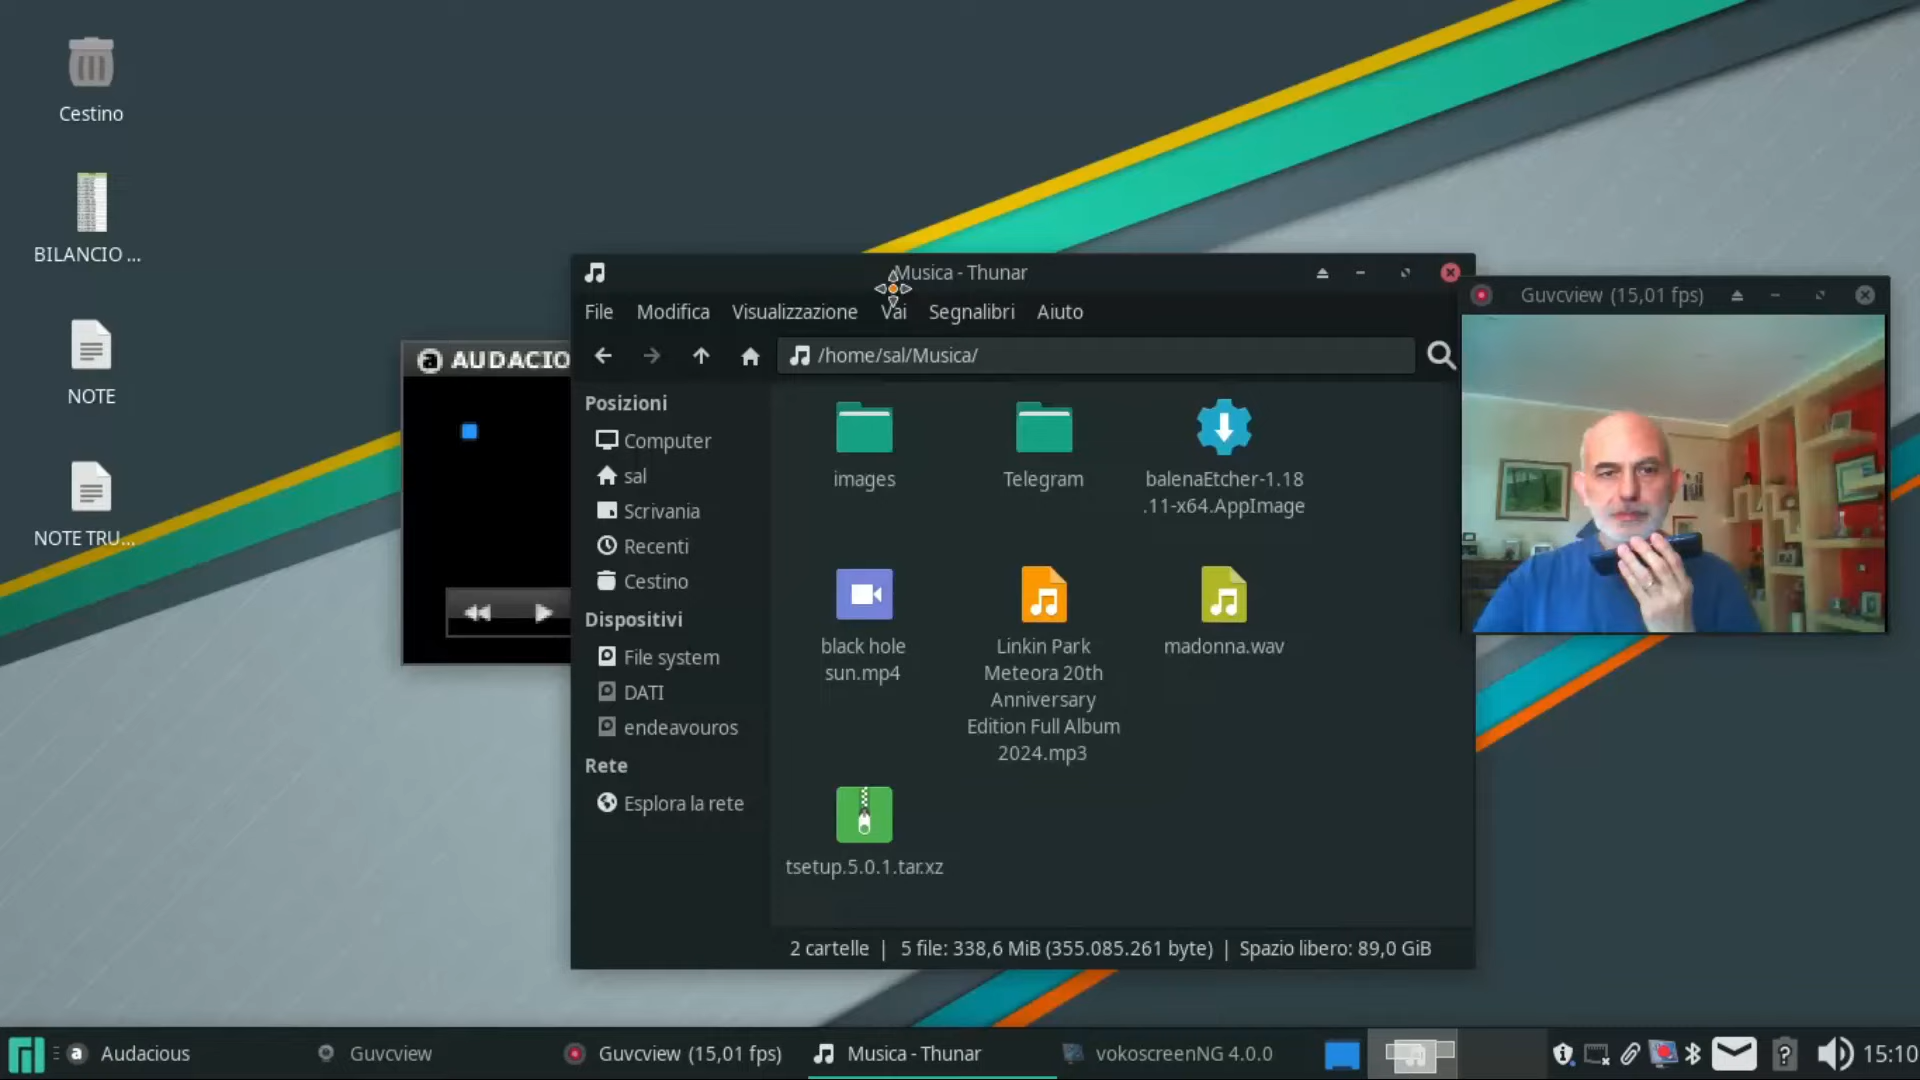 Cestino
BILANCIO ...
NOTE
NOTE TRU...
AUDACIO
Musica - Thunar
File Modifica Visualizzazione Vai Segnalibri Aiuto
/home/sal/Musica/
Posizioni
Computer
sal
Scrivania
Recenti
Cestino
Dispositivi
File system
DATI
endeavouros
Rete
Esplora la rete
images
Telegram
balenaEtcher-1.18
.11-x64.AppImage
black hole
sun.mp4
Linkin Park
Meteora 20th
Anniversary
Edition Full Album
2024.mp3
madonna.wav
tsetup.5.0.1.tar.xz
2 cartelle | 5 file: 338,6 MiB (355.085.261 byte) | Spazio libero: 89,0 GiB
Guvcview (15,01 fps)
Audacious
Guvcview
Guvcview (15,01 fps)
Musica - Thunar
vokoscreenNG 4.0.0
15:10